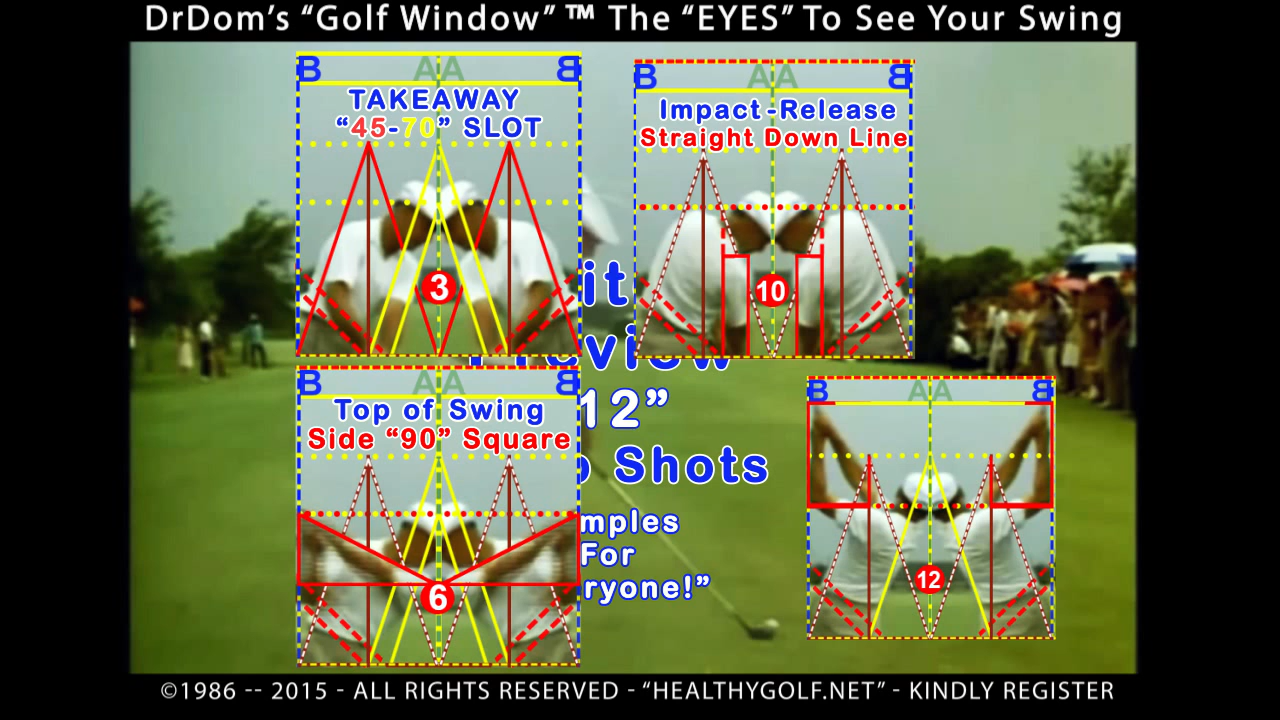 DrDom’s “Golf Window” ™ The “EYES” To See Your Swing
B AA B
TAKEAWAY
“45-70” SLOT
3
B AA B
Impact-Release
Straight Down Line
10
it
view
12”
Shots
mples
For
ryone!”
B AA B
Top of Swing
Side “90” Square
6
B AA B
12
©1986 -- 2015 - ALL RIGHTS RESERVED - “HEALTHYGOLF.NET” - KINDLY REGISTER